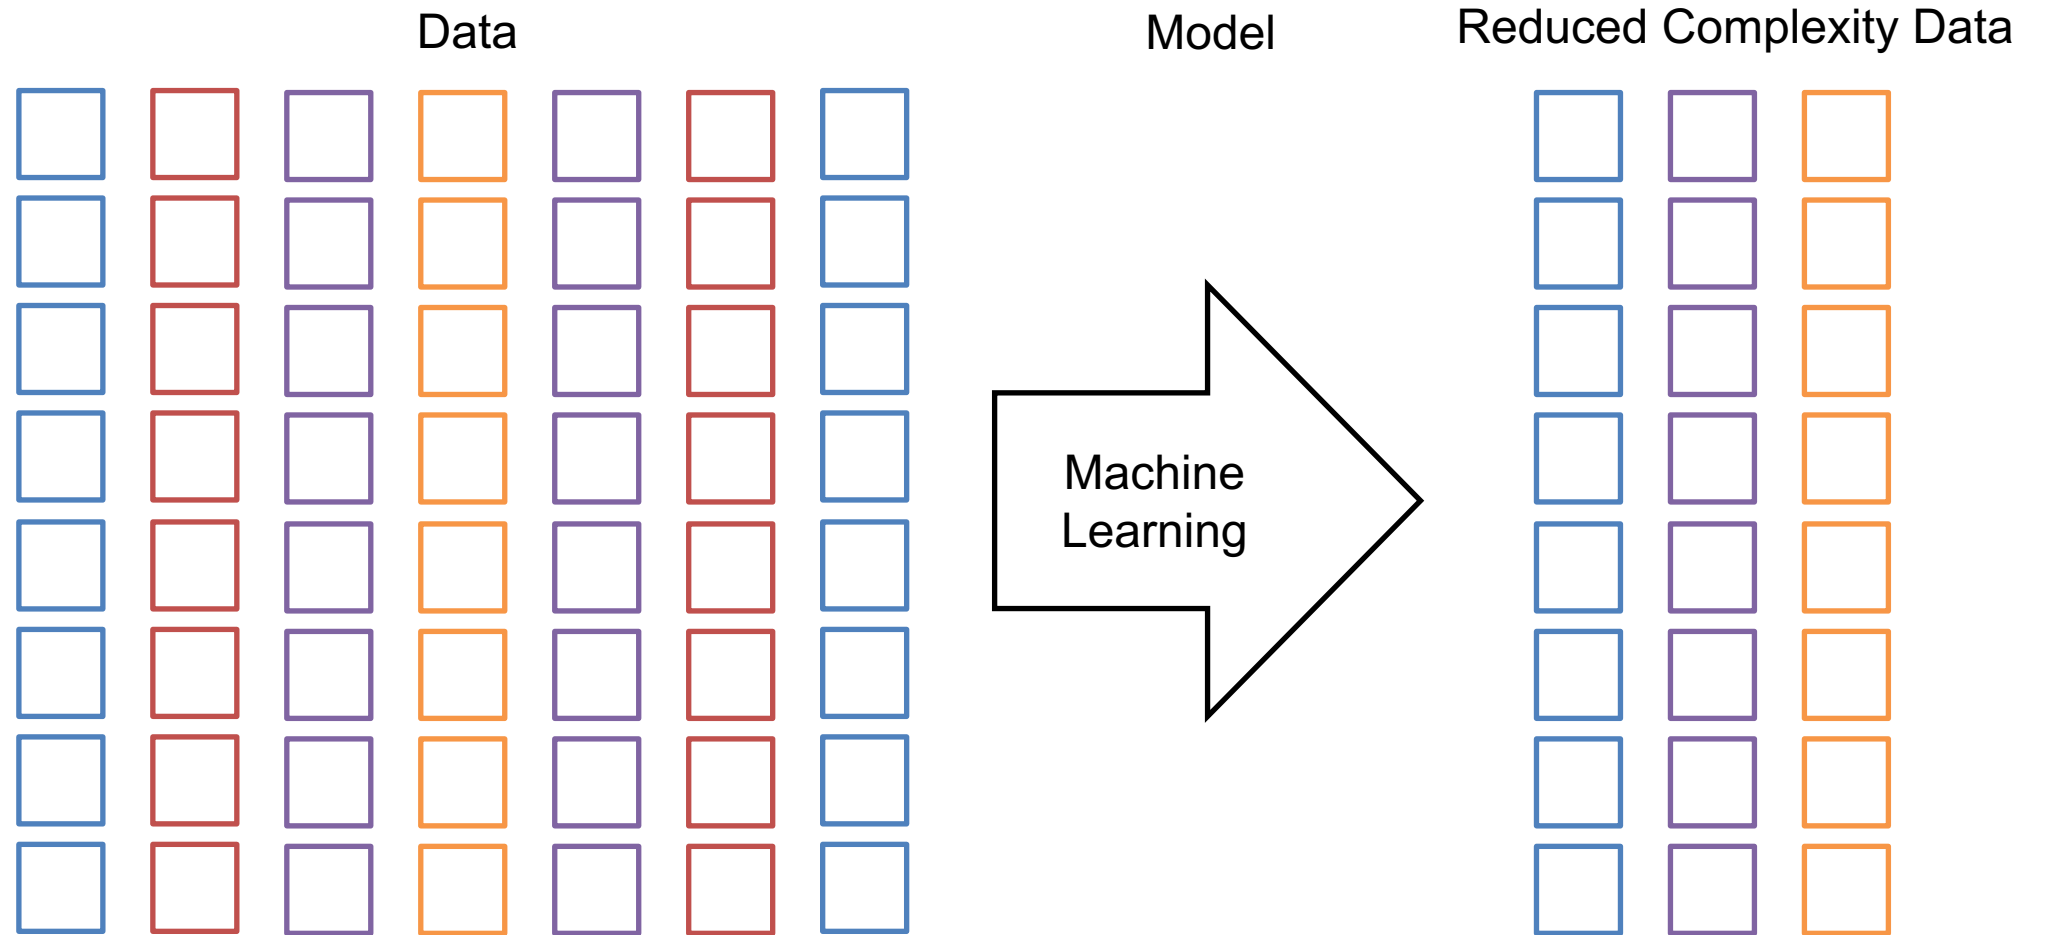 Data
Model
Reduced Complexity Data
Machine
Learning